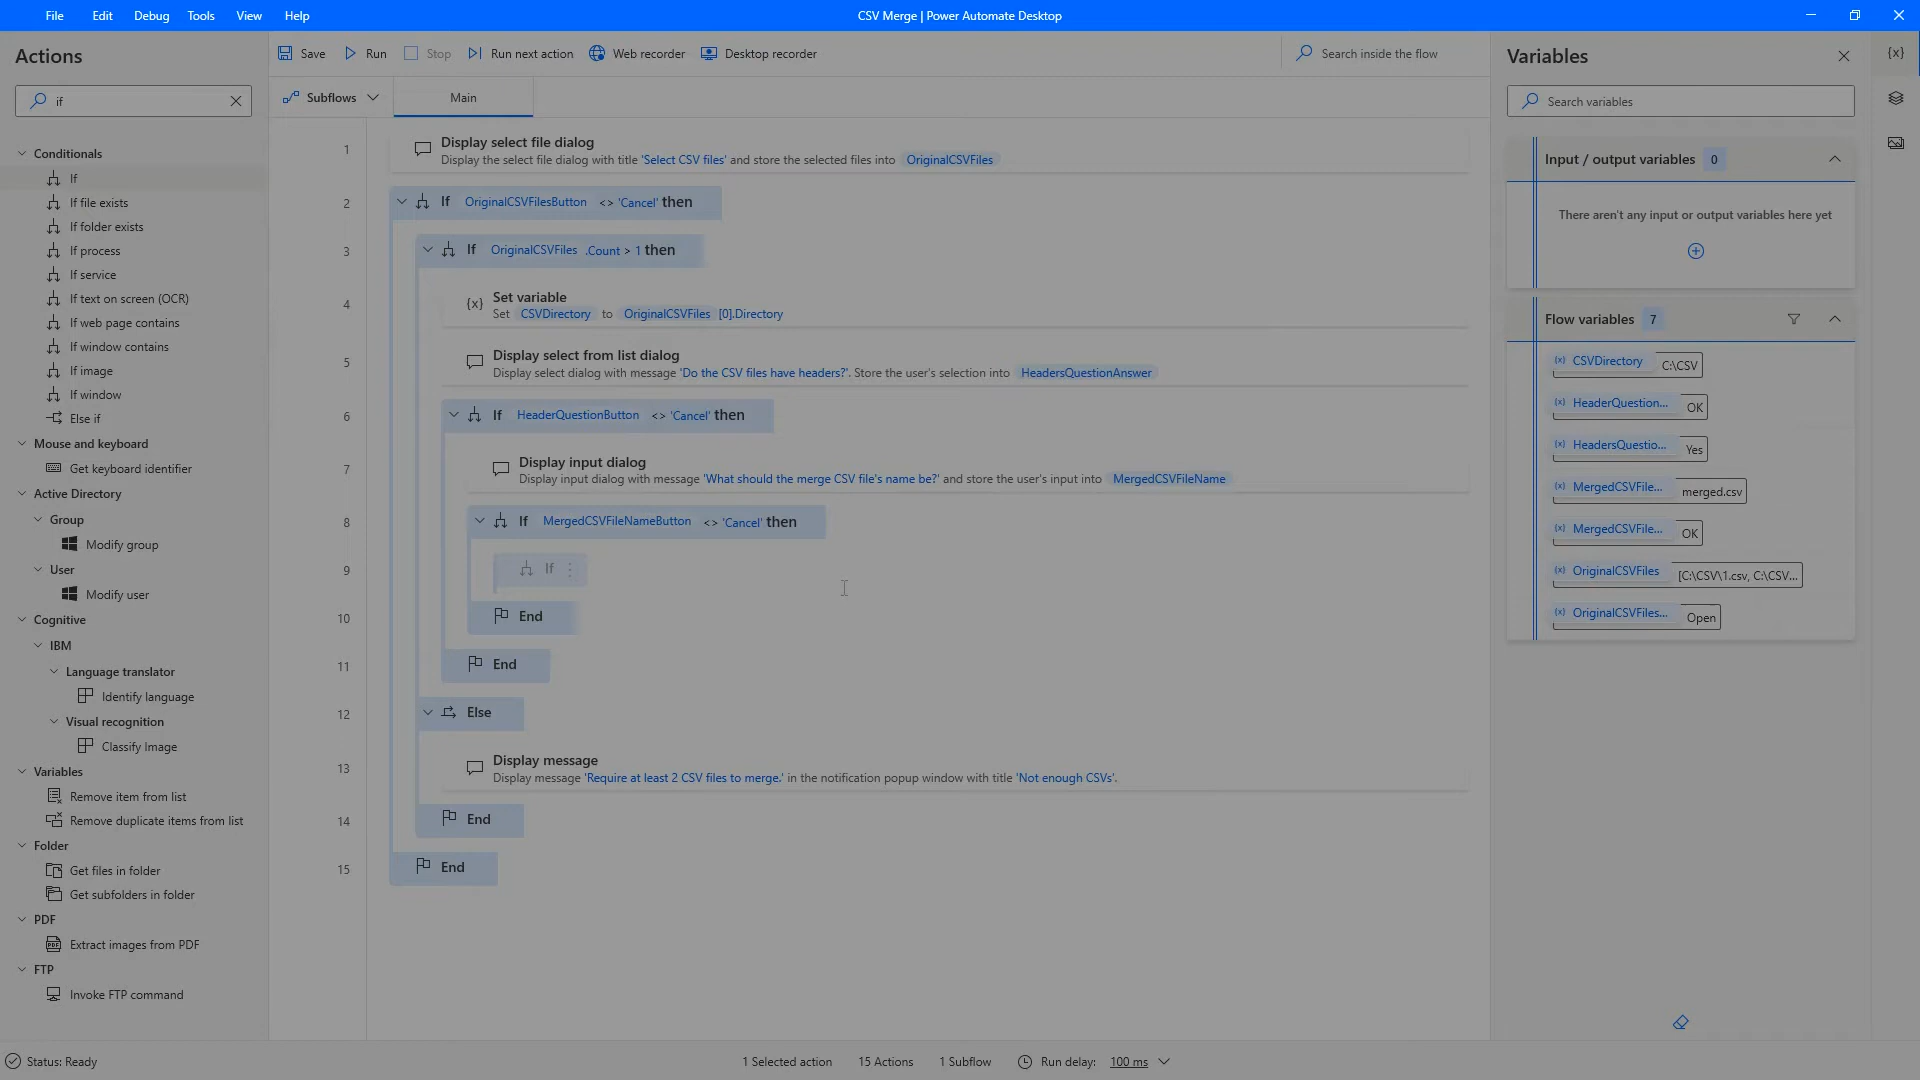 File Edit Debug Tools View Help
CSV Merge | Power Automate Desktop
Actions
if
Conditionals
If
If file exists
If folder exists
If process
If service
If text on screen (OCR)
If web page contains
If window contains
If image
If window
Else if
Mouse and keyboard
Get keyboard identifier
Active Directory
Group
Modify group
User
Modify user
Cognitive
IBM
Language translator
Identify language
Visual recognition
Classify Image
Variables
Remove item from list
Remove duplicate items from list
Folder
Get files in folder
Get subfolders in folder
PDF
Extract images from PDF
FTP
Invoke FTP command
Save Run Stop Run next action Web recorder Desktop recorder
Search inside the flow
Subflows Main
1 Display select file dialog
Display the select file dialog with title 'Select CSV files' and store the selected files into OriginalCSVFiles
2 If OriginalCSVFilesButton <> 'Cancel' then
3 If OriginalCSVFiles .Count > 1 then
4 {x} Set variable
Set CSVDirectory to OriginalCSVFiles [0].Directory
5 Display select from list dialog
Display select dialog with message 'Do the CSV files have headers?'. Store the user's selection into HeadersQuestionAnswer
6 If HeaderQuestionButton <> 'Cancel' then
7 Display input dialog
Display input dialog with message 'What should the merge CSV file's name be?' and store the user's input into MergedCSVFileName
8 If MergedCSVFileNameButton <> 'Cancel' then
9 If
10 End
11 End
12 Else
13 Display message
Display message 'Require at least 2 CSV files to merge.' in the notification popup window with title 'Not enough CSVs'.
14 End
15 End
Variables
{x}
Search variables
Input / output variables 0
There aren't any input or output variables here yet
Flow variables 7
(x) CSVDirectory C:\CSV
(x) HeaderQuestion... OK
(x) HeadersQuestio... Yes
(x) MergedCSVFile... merged.csv
(x) MergedCSVFile... OK
(x) OriginalCSVFiles [C:\CSV\1.csv, C:\CSV...
(x) OriginalCSVFiles... Open
Status: Ready
1 Selected action 15 Actions 1 Subflow Run delay: 100 ms